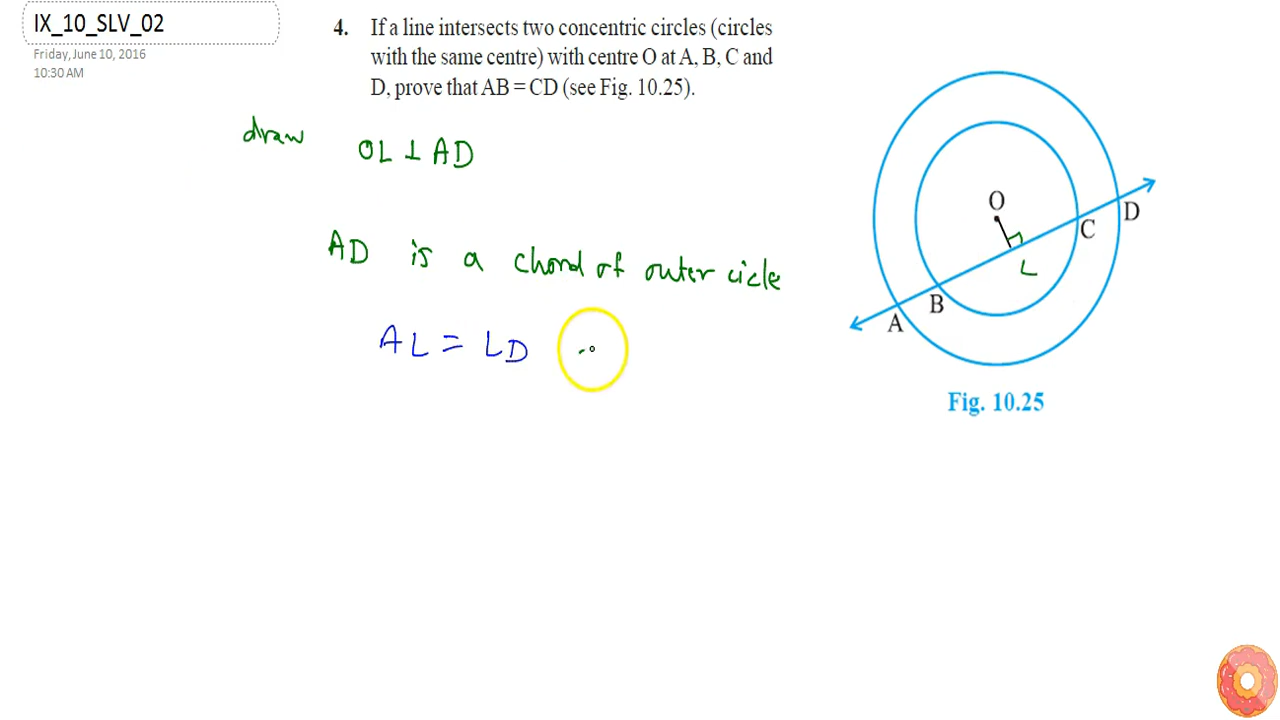 IX_10_SLV_02
Friday, June 10, 2016
10:30 AM
4. If a line intersects two concentric circles (circles
with the same centre) with centre O at A, B, C and
D, prove that AB = CD (see Fig. 10.25).
draw OL ⊥ AD
AD is a chord of outer cicle
AL = LD
O
D
C
L
B
A
Fig. 10.25